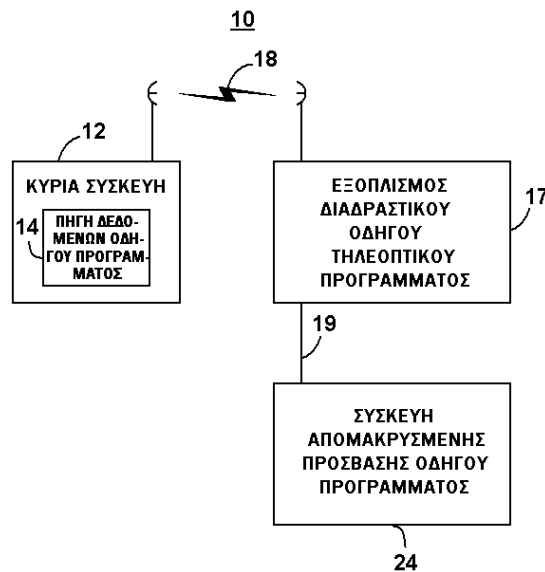 10
18
12
ΚΥΡΙΑ ΣΥΣΚΕΥΗ
14
ΠΗΓΗ ΔΕΔΟ-
ΜΕΝΩΝ ΟΔΗ-
ΓΟΥ ΠΡΟΓΡΑΜ-
ΜΑΤΟΣ
ΕΞΟΠΛΙΣΜΟΣ
ΔΙΑΔΡΑΣΤΙΚΟΥ
ΟΔΗΓΟΥ
ΤΗΛΕΟΠΤΙΚΟΥ
ΠΡΟΓΡΑΜΜΑΤΟΣ
17
19
ΣΥΣΚΕΥΗ
ΑΠΟΜΑΚΡΥΣΜΕΝΗΣ
ΠΡΟΣΒΑΣΗΣ ΟΔΗΓΟΥ
ΠΡΟΓΡΑΜΜΑΤΟΣ
24